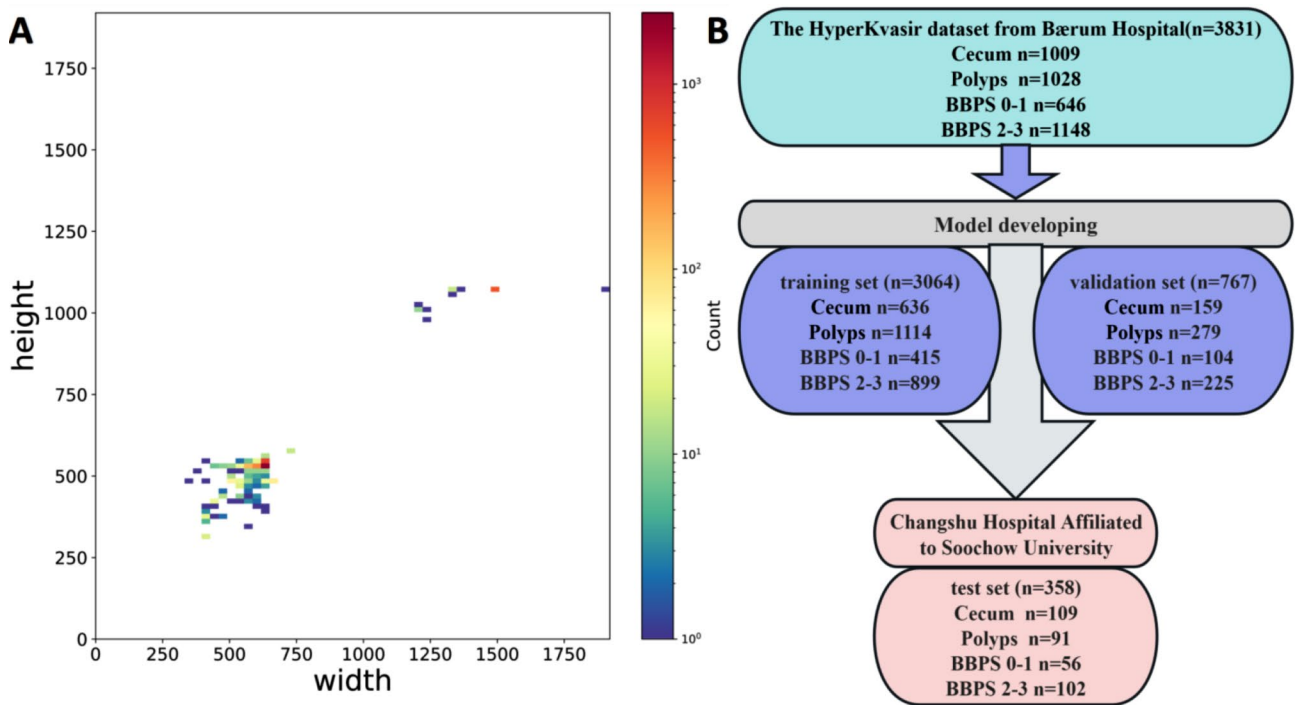 A
1750
1500
1250
1000
750
500
250
0
height
0 250 500 750 1000 1250 1500 1750
width
10³
10²
10¹
10⁰
Count
B
The HyperKvasir dataset from Bærum Hospital(n=3831)
Cecum n=1009
Polyps n=1028
BBPS 0-1 n=646
BBPS 2-3 n=1148
Model developing
training set (n=3064)
Cecum n=636
Polyps n=1114
BBPS 0-1 n=415
BBPS 2-3 n=899
validation set (n=767)
Cecum n=159
Polyps n=279
BBPS 0-1 n=104
BBPS 2-3 n=225
Changshu Hospital Affiliated
to Soochow University
test set (n=358)
Cecum n=109
Polyps n=91
BBPS 0-1 n=56
BBPS 2-3 n=102